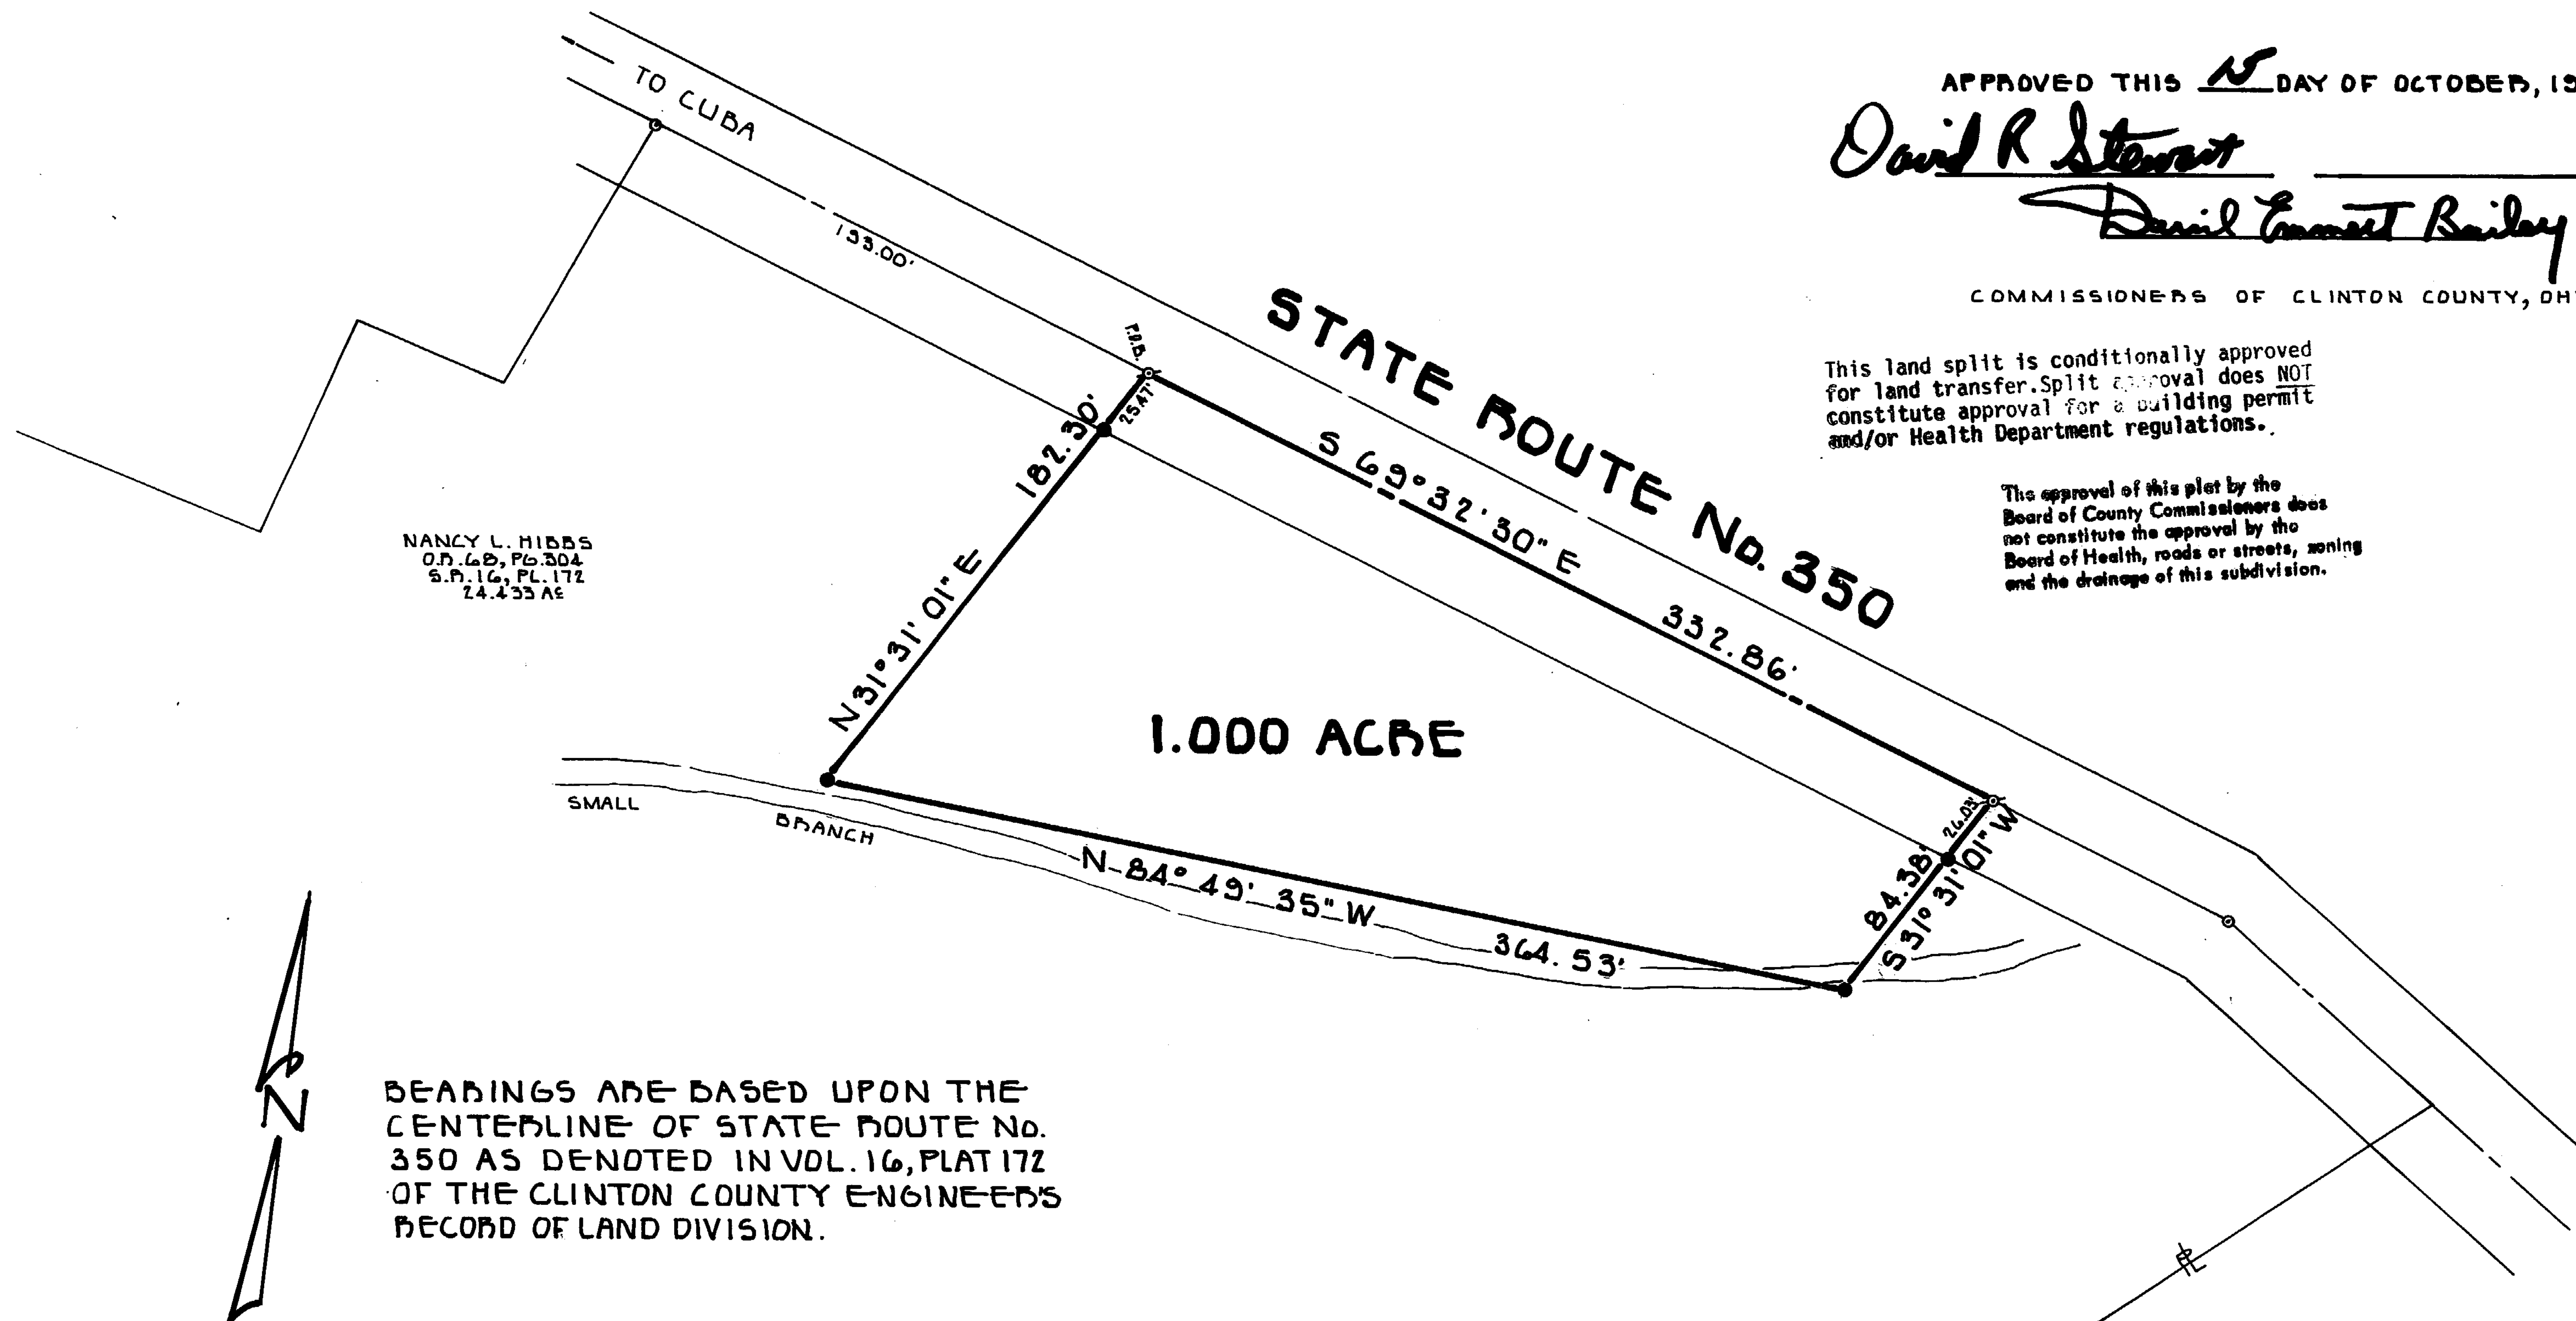 TO CUBA
193.00'
P.O.B.
25.47'
182.30'
N 31° 31' 01" E
STATE ROUTE No. 350
S 69° 32' 30" E
332.86'
1.000 ACRE
26.03'
84.38'
S 31° 31' 01" W
N 84° 49' 35" W
364.53'
SMALL
BRANCH
NANCY L. HIBBS
O.R. 68, PG. 304
S.R. 16, PL. 172
24.433 AC
APPROVED THIS 15 DAY OF OCTOBER, 19
David R Stewart
Emmert Bailey
COMMISSIONERS OF CLINTON COUNTY, OH
This land split is conditionally approved
for land transfer. Split approval does NOT
constitute approval for a building permit
and/or Health Department regulations.
The approval of this plat by the
Board of County Commissioners does
not constitute the approval by the
Board of Health, roads or streets, zoning
and the drainage of this subdivision.
N
BEARINGS ARE BASED UPON THE
CENTERLINE OF STATE ROUTE No.
350 AS DENOTED IN VOL. 16, PLAT 172
OF THE CLINTON COUNTY ENGINEER'S
RECORD OF LAND DIVISION.
PL